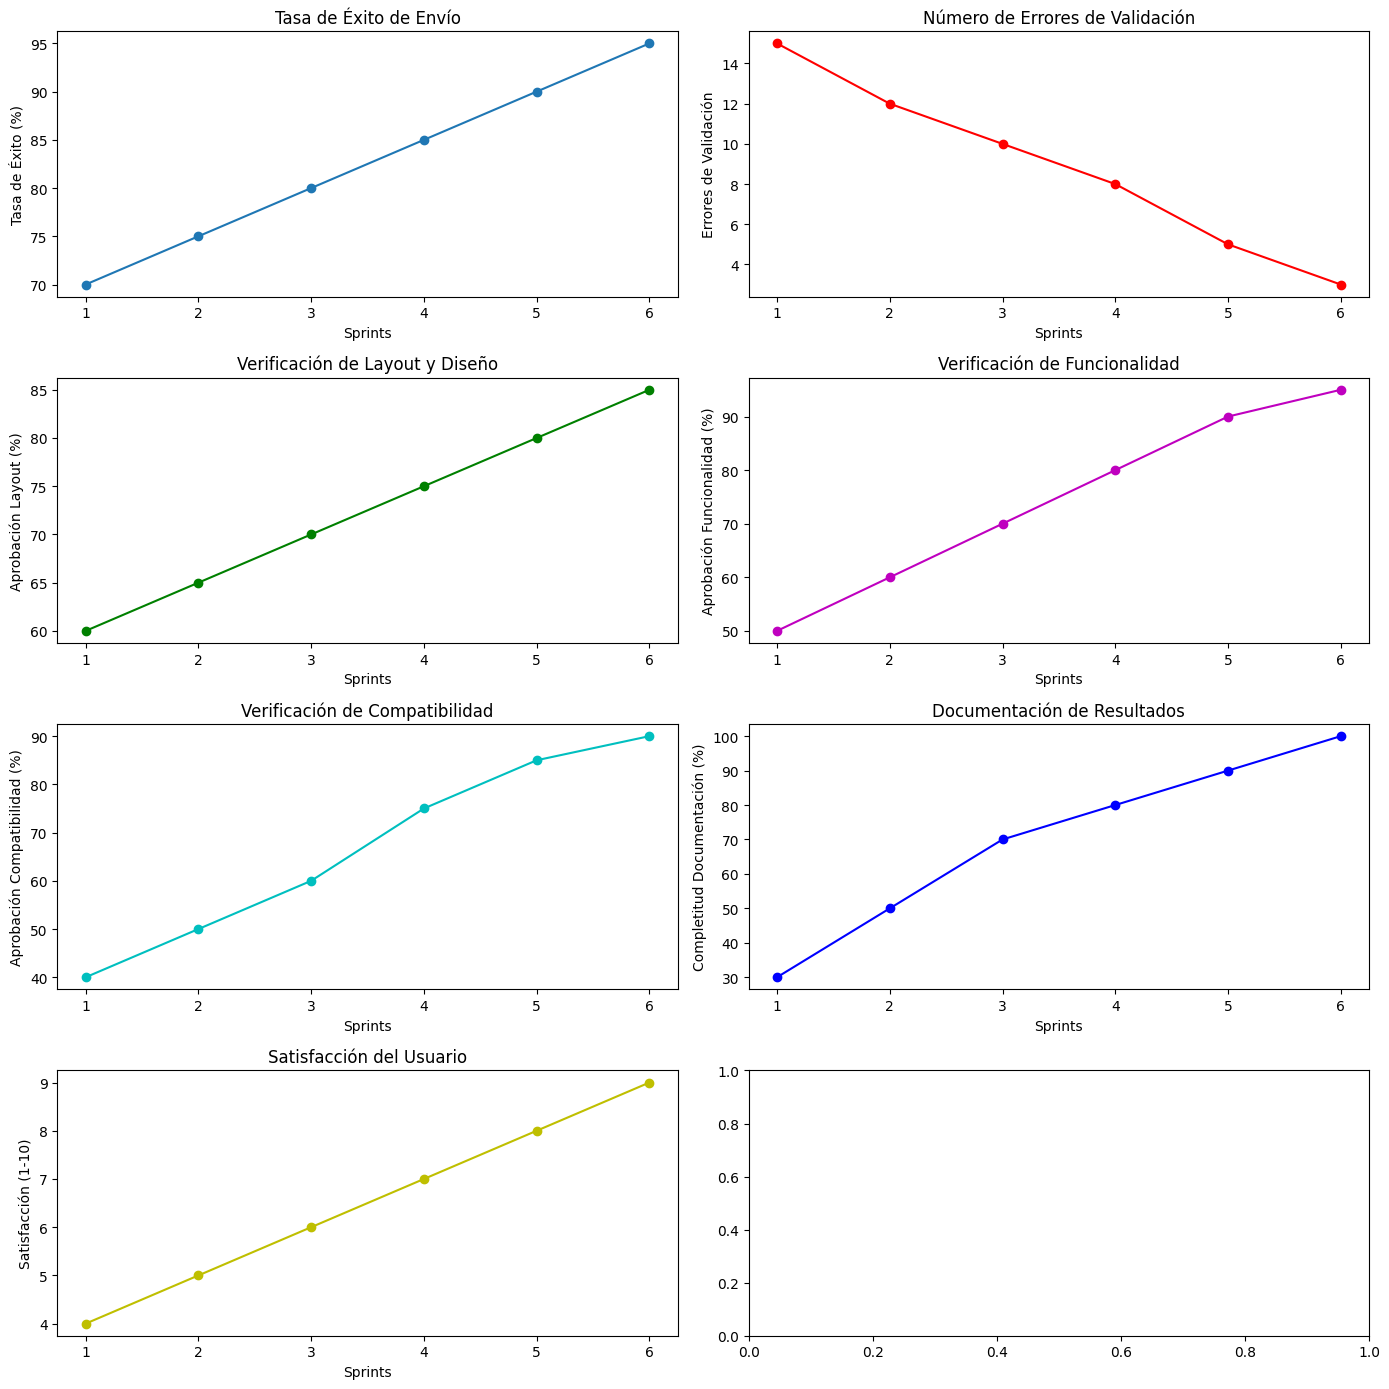 Tasa de Éxito de Envío
Tasa de Éxito (%)
95
90
85
80
75
70
1 2 3 4 5 6
Sprints
Número de Errores de Validación
Errores de Validación
14
12
10
8
6
4
1 2 3 4 5 6
Sprints
Verificación de Layout y Diseño
Aprobación Layout (%)
85
80
75
70
65
60
1 2 3 4 5 6
Sprints
Verificación de Funcionalidad
Aprobación Funcionalidad (%)
90
80
70
60
50
1 2 3 4 5 6
Sprints
Verificación de Compatibilidad
Aprobación Compatibilidad (%)
90
80
70
60
50
40
1 2 3 4 5 6
Sprints
Documentación de Resultados
Completitud Documentación (%)
100
90
80
70
60
50
40
30
1 2 3 4 5 6
Sprints
Satisfacción del Usuario
Satisfacción (1-10)
9
8
7
6
5
4
1 2 3 4 5 6
Sprints
1.0
0.8
0.6
0.4
0.2
0.0
0.0 0.2 0.4 0.6 0.8 1.0